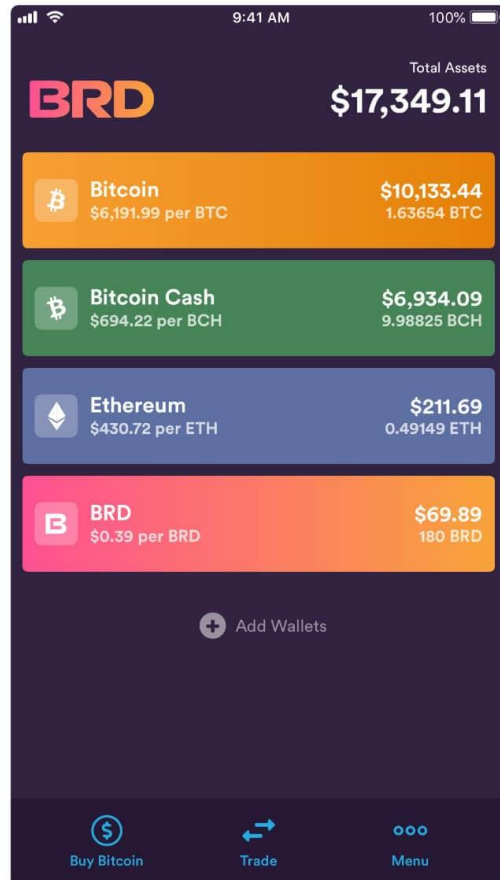 9:41 AM
100%
BRD
Total Assets
$17,349.11
Bitcoin
$6,191.99 per BTC
$10,133.44
1.63654 BTC
Bitcoin Cash
$694.22 per BCH
$6,934.09
9.98825 BCH
Ethereum
$430.72 per ETH
$211.69
0.49149 ETH
BRD
$0.39 per BRD
$69.89
180 BRD
Add Wallets
Buy Bitcoin
Trade
Menu